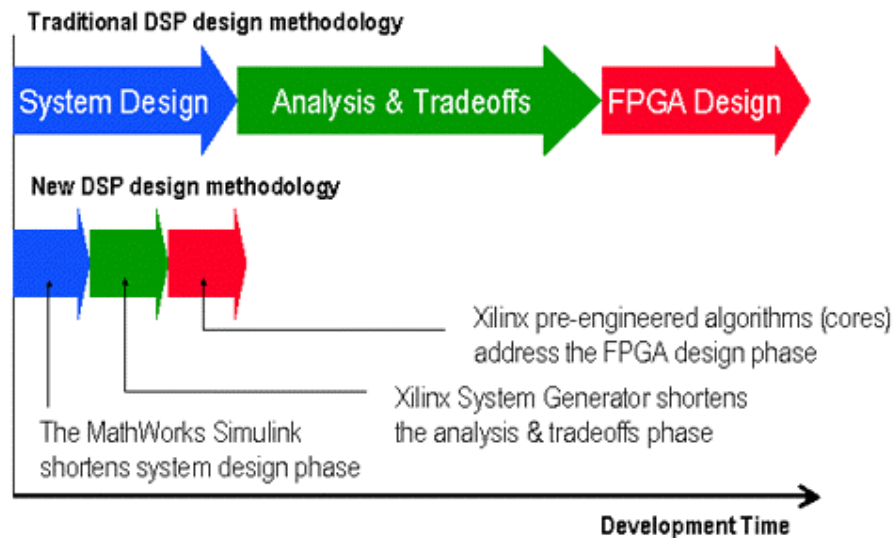 Traditional DSP design methodology
System Design
Analysis & Tradeoffs
FPGA Design
New DSP design methodology
Xilinx pre-engineered algorithms (cores)
address the FPGA design phase
Xilinx System Generator shortens
the analysis & tradeoffs phase
The MathWorks Simulink
shortens system design phase
Development Time